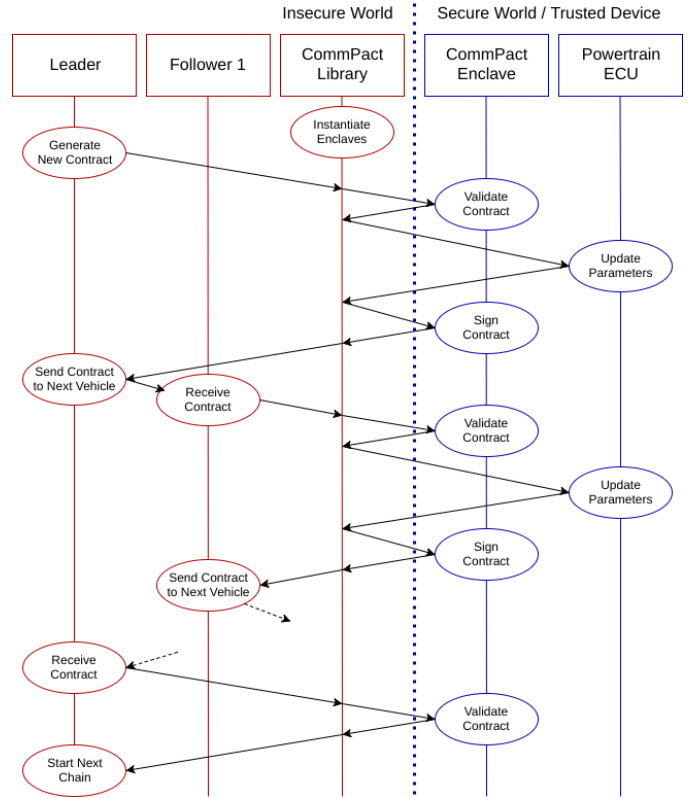 Insecure World
Secure World / Trusted Device
Leader
Follower 1
CommPact
Library
CommPact
Enclave
Powertrain
ECU
Instantiate
Enclaves
Generate
New Contract
Validate
Contract
Update
Parameters
Sign
Contract
Send Contract
to Next Vehicle
Receive
Contract
Validate
Contract
Update
Parameters
Sign
Contract
Send Contract
to Next Vehicle
Receive
Contract
Validate
Contract
Start Next
Chain